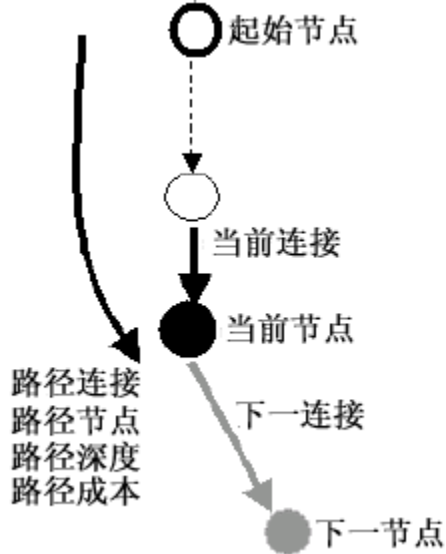 起始节点
当前连接
当前节点
路径连接
路径节点
路径深度
路径成本
下一连接
下一节点